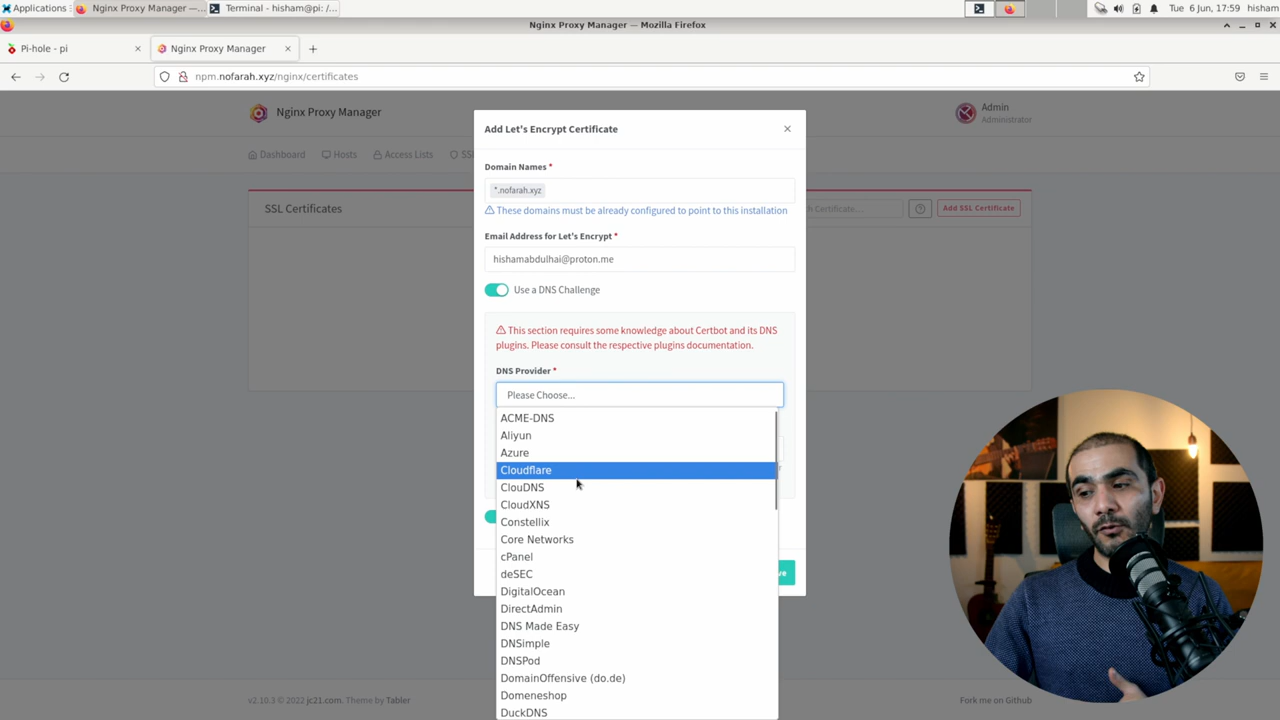 Applications
Nginx Proxy Manager —...
Terminal - hisham@pi: /...
Tue 6 Jun, 17:59
hisham
Nginx Proxy Manager — Mozilla Firefox
Pi-hole - pi
Nginx Proxy Manager
npm.nofarah.xyz/nginx/certificates
Nginx Proxy Manager
Admin
Administrator
Dashboard
Hosts
Access Lists
SSL Certificates
Add SSL Certificate
Add Let's Encrypt Certificate
Domain Names *
*.nofarah.xyz
These domains must be already configured to point to this installation
Email Address for Let's Encrypt *
hishamabdulhai@proton.me
Use a DNS Challenge
This section requires some knowledge about Certbot and its DNS
plugins. Please consult the respective plugins documentation.
DNS Provider *
Please Choose...
ACME-DNS
Aliyun
Azure
Cloudflare
ClouDNS
CloudXNS
Constellix
Core Networks
cPanel
deSEC
DigitalOcean
DirectAdmin
DNS Made Easy
DNSimple
DNSPod
DomainOffensive (do.de)
Domeneshop
DuckDNS
v2.10.3 © 2022 jc21.com. Theme by Tabler
Fork me on Github